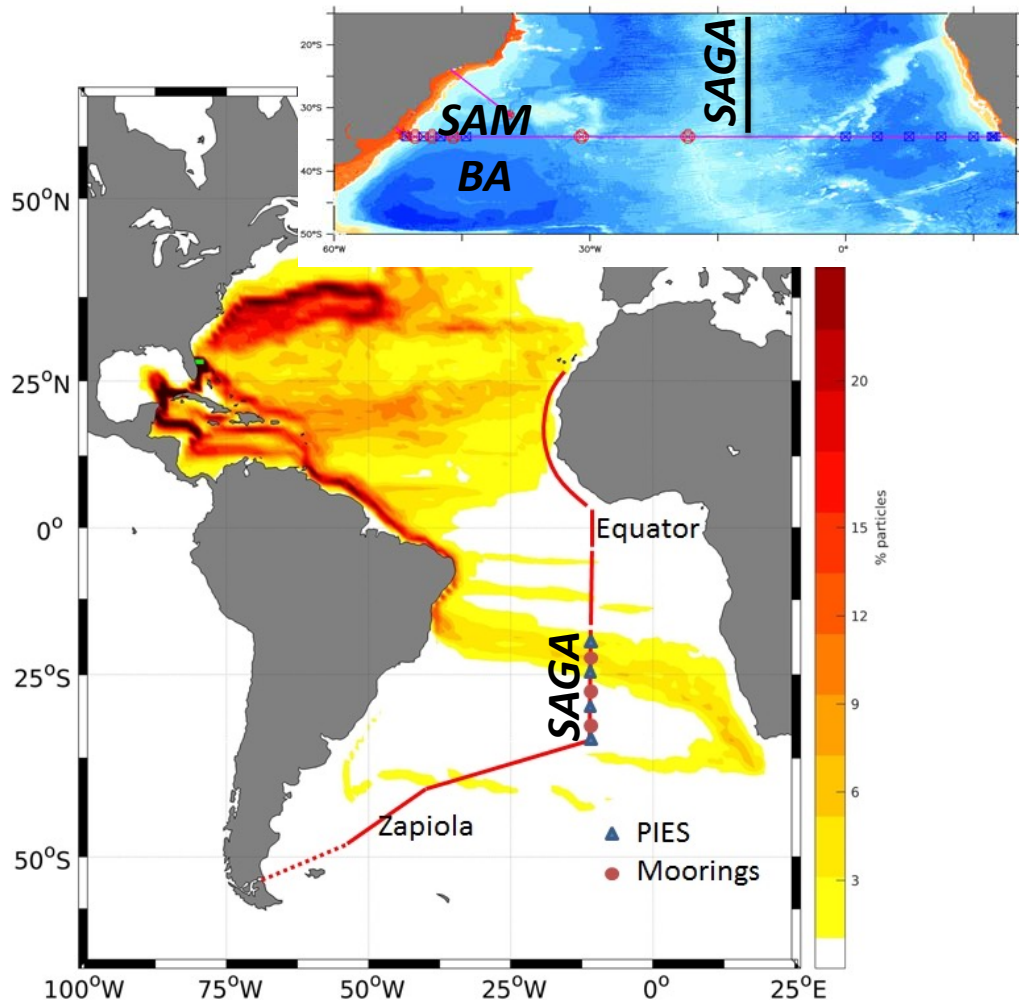 20°S
30°S
40°S
50°S
60°W
30°W
0°
SAGA
SAM
BA
50°N
25°N
0°
25°S
50°S
Equator
SAGA
Zapiola
PIES
Moorings
20
15
12
9
6
3
% particles
100°W
75°W
50°W
25°W
0°
25°E